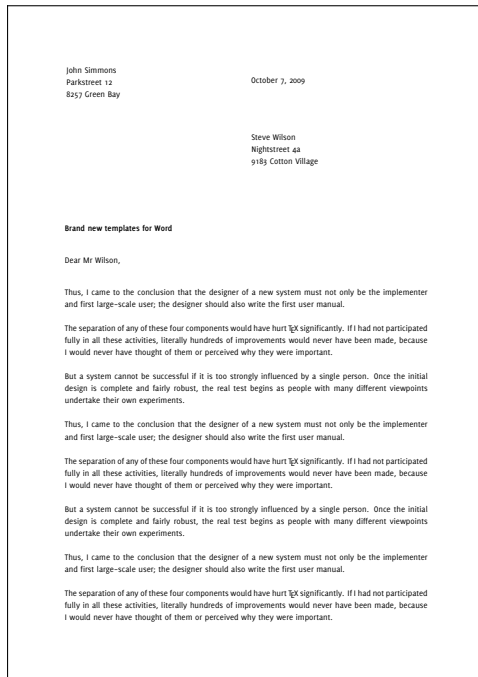 John Simmons
Parkstreet 12
8257 Green Bay
October 7, 2009
Steve Wilson
Nightstreet 4a
9183 Cotton Village
Brand new templates for Word
Dear Mr Wilson,
Thus, I came to the conclusion that the designer of a new system must not only be the implementer
and first large-scale user; the designer should also write the first user manual.
The separation of any of these four components would have hurt TEX significantly. If I had not participated
fully in all these activities, literally hundreds of improvements would never have been made, because
I would never have thought of them or perceived why they were important.
But a system cannot be successful if it is too strongly influenced by a single person. Once the initial
design is complete and fairly robust, the real test begins as people with many different viewpoints
undertake their own experiments.
Thus, I came to the conclusion that the designer of a new system must not only be the implementer
and first large-scale user; the designer should also write the first user manual.
The separation of any of these four components would have hurt TEX significantly. If I had not participated
fully in all these activities, literally hundreds of improvements would never have been made, because
I would never have thought of them or perceived why they were important.
But a system cannot be successful if it is too strongly influenced by a single person. Once the initial
design is complete and fairly robust, the real test begins as people with many different viewpoints
undertake their own experiments.
Thus, I came to the conclusion that the designer of a new system must not only be the implementer
and first large-scale user; the designer should also write the first user manual.
The separation of any of these four components would have hurt TEX significantly. If I had not participated
fully in all these activities, literally hundreds of improvements would never have been made, because
I would never have thought of them or perceived why they were important.